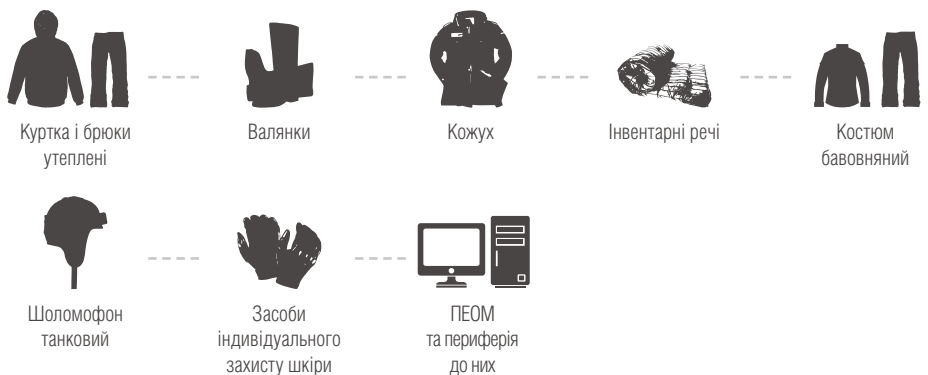 Куртка і брюки
утеплені
Валянки
Кожух
Інвентарні речі
Костюм
бавовняний
Шоломофон
танковий
Засоби
індивідуального
захисту шкіри
ПЕОМ
та периферія
до них